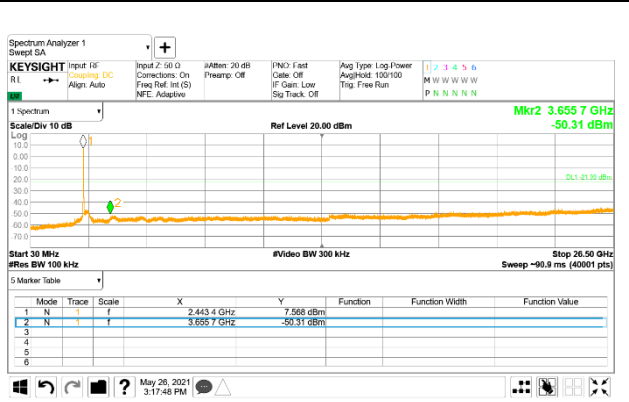 Spectrum Analyzer 1
Swept SA
KEYSIGHT Input: RF Input Z: 50 Ω #Atten: 20 dB PNO: Fast Avg Type: Log-Power 1 2 3 4 5 6
RL Coupling: DC Corrections: On Preamp: Off Gate: Off Avg|Hold: 100/100 M W W W W W
Align: Auto Freq Ref: Int (S) IF Gain: Low Trig: Free Run
NFE: Adaptive Sig Track: Off P N N N N N
1 Spectrum Mkr2 3.655 7 GHz
Scale/Div 10 dB Ref Level 20.00 dBm -50.31 dBm
Log
10.0
0.00
-10.0
-20.0
-30.0
-40.0
-50.0
-60.0
-70.0
1
2
Start 30 MHz #Video BW 300 kHz Stop 26.50 GHz
#Res BW 100 kHz Sweep ~90.9 ms (40001 pts)
5 Marker Table
Mode Trace Scale X Y Function Function Width Function Value
1 N 1 f 2.443 4 GHz 7.568 dBm
2 N 1 f 3.655 7 GHz -50.31 dBm
3
4
5
6
? May 26, 2021
3:17:48 PM